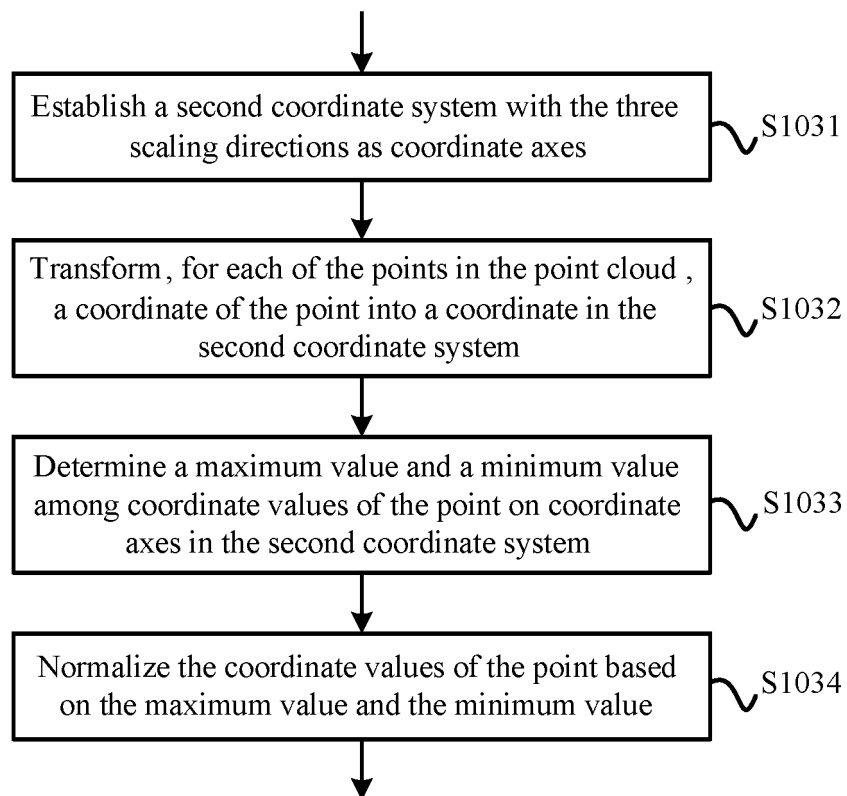 Establish a second coordinate system with the three
scaling directions as coordinate axes
S1031
Transform, for each of the points in the point cloud ,
a coordinate of the point into a coordinate in the
second coordinate system
S1032
Determine a maximum value and a minimum value
among coordinate values of the point on coordinate
axes in the second coordinate system
S1033
Normalize the coordinate values of the point based
on the maximum value and the minimum value
S1034